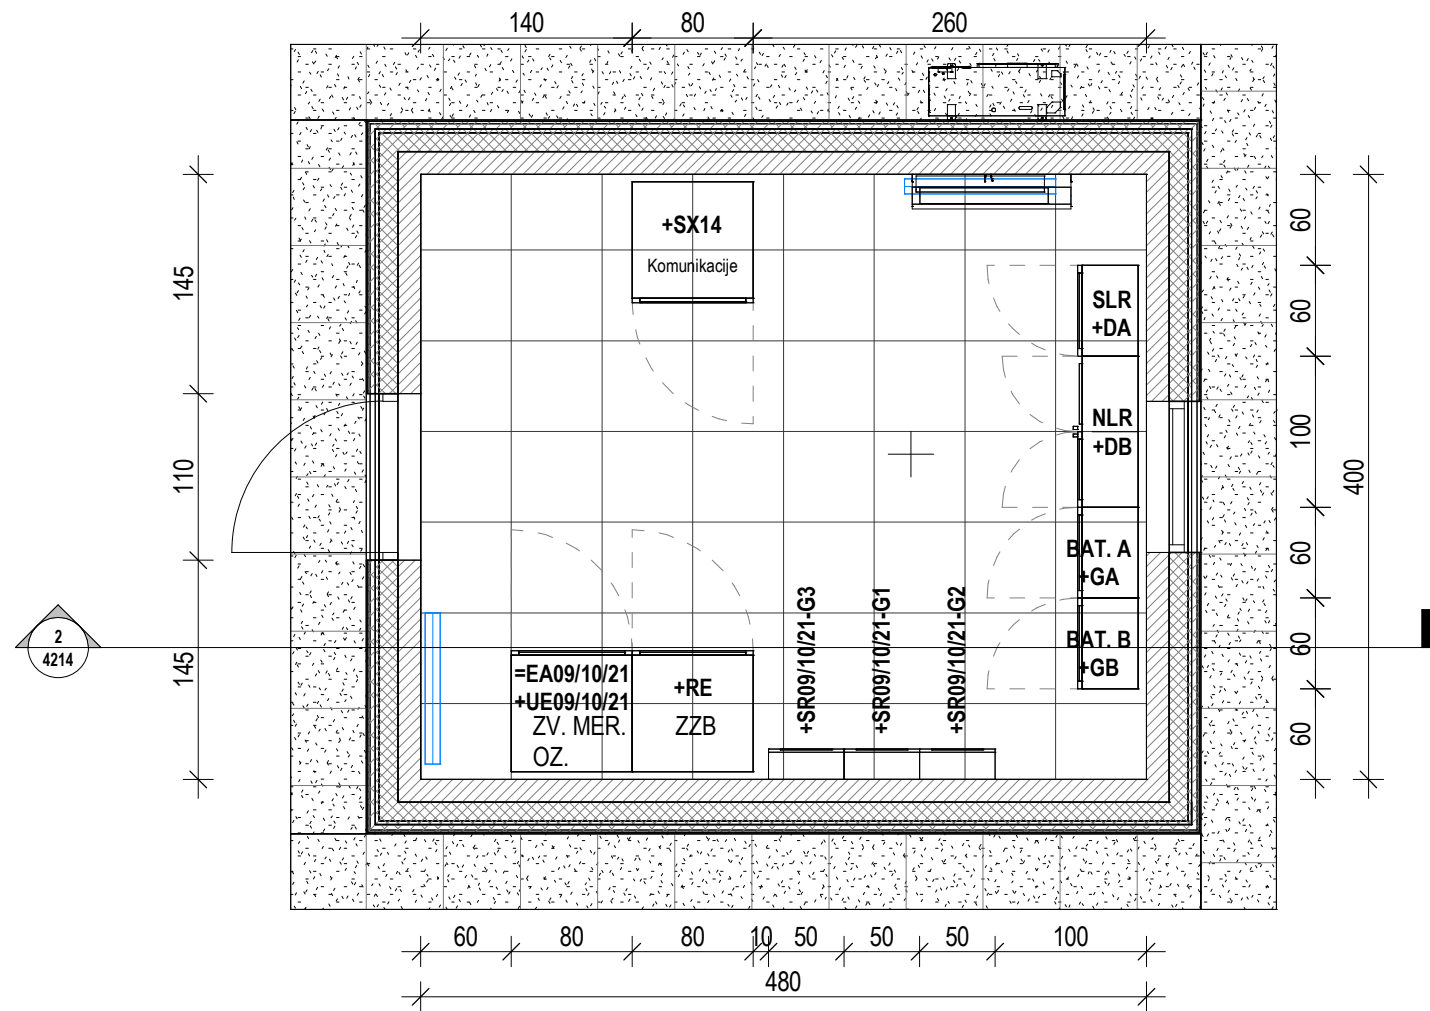 140
80
260
+SX14
Komunikacije
60
145
SLR
+DA
60
NLR
+DB
100
110
400
BAT. A
+GA
60
+SR09/10/21-G3
+SR09/10/21-G1
+SR09/10/21-G2
2
4214
BAT. B
+GB
60
145
=EA09/10/21
+UE09/10/21
ZV. MER.
OZ.
+RE
ZZB
60
60
80
80
10
50
50
50
100
480